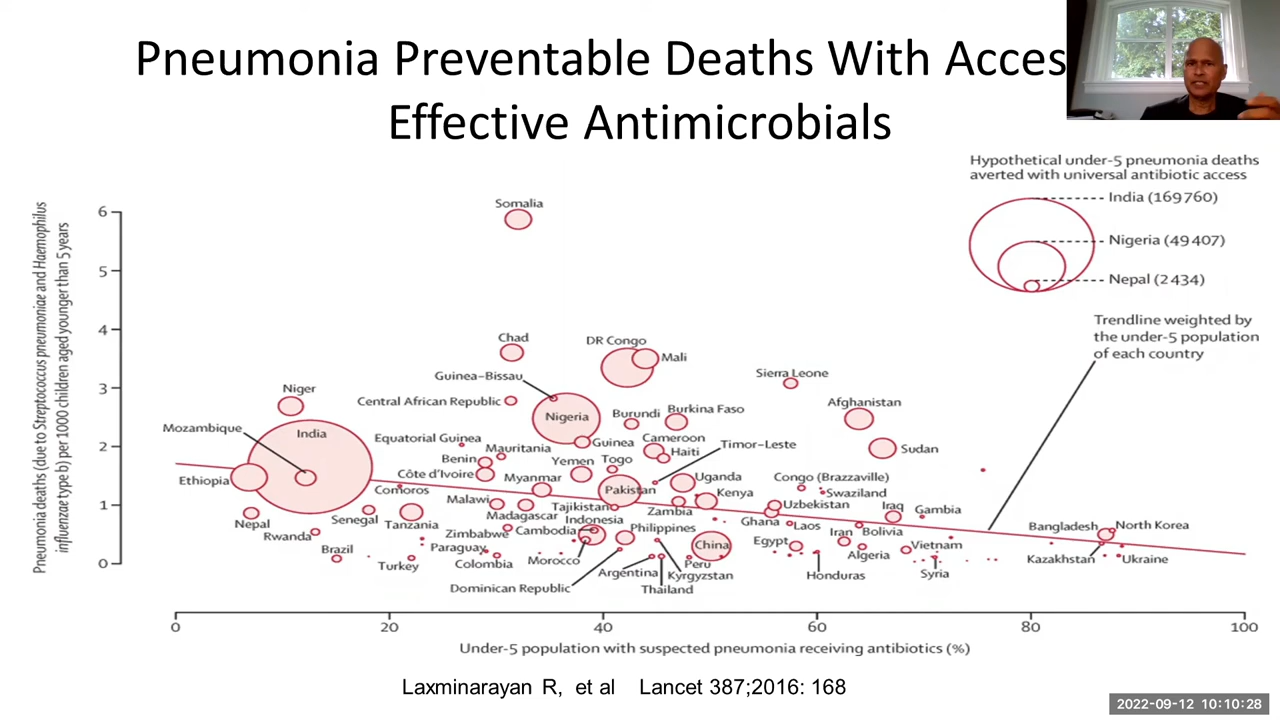 Pneumonia Preventable Deaths With Acces
Effective Antimicrobials
Hypothetical under-5 pneumonia deaths
averted with universal antibiotic access
India (169760)
Nigeria (49407)
Nepal (2434)
Trendline weighted by
the under-5 population
of each country
Pneumonia deaths (due to Streptococcus pneumoniae and Haemophilus
influenzae type b) per 1000 children aged younger than 5 years
6
5
4
3
2
1
0
Somalia
Chad
DR Congo
Mali
Guinea–Bissau
Sierra Leone
Niger
Central African Republic
Afghanistan
Mozambique
India
Nigeria
Burundi
Burkina Faso
Equatorial Guinea
Mauritania
Guinea
Cameroon
Timor–Leste
Sudan
Benin
Yemen
Togo
Haiti
Ethiopia
Côte d'Ivoire
Myanmar
Uganda
Congo (Brazzaville)
Comoros
Pakistan
Kenya
Swaziland
Malawi
Tajikistan
Zambia
Uzbekistan
Iraq
Gambia
Nepal
Senegal
Tanzania
Madagascar
Indonesia
Ghana
Laos
Bangladesh
North Korea
Rwanda
Zimbabwe
Cambodia
Philippines
Iran
Bolivia
Brazil
Paraguay
China
Egypt
Vietnam
Turkey
Colombia
Morocco
Peru
Algeria
Kazakhstan
Ukraine
Dominican Republic
Argentina
Kyrgyzstan
Honduras
Syria
Thailand
0
20
40
60
80
100
Under-5 population with suspected pneumonia receiving antibiotics (%)
Laxminarayan R, et al Lancet 387;2016: 168
2022-09-12 10:10:28